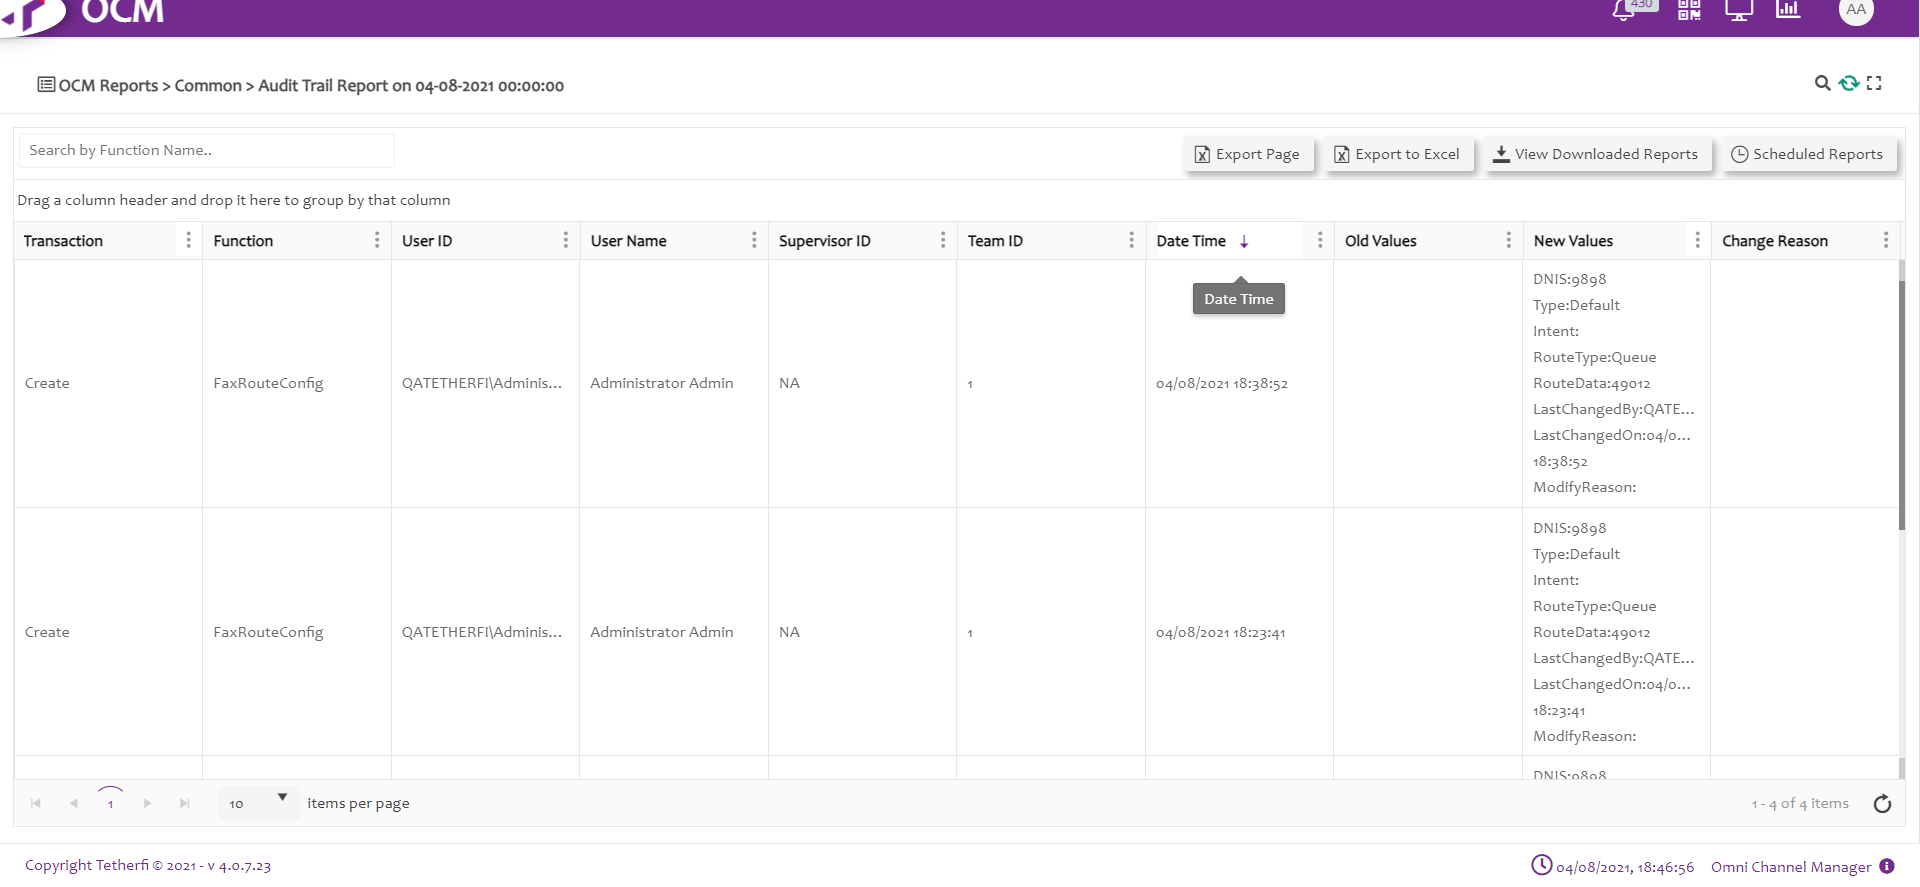 OCM
430
AA
OCM Reports > Common > Audit Trail Report on 04-08-2021 00:00:00
Search by Function Name..
Export Page
Export to Excel
View Downloaded Reports
Scheduled Reports
Drag a column header and drop it here to group by that column
Transaction Function User ID User Name Supervisor ID Team ID Date Time Old Values New Values Change Reason
Date Time
Create FaxRouteConfig QATETHERFI\Adminis... Administrator Admin NA 1 04/08/2021 18:38:52
DNIS:9898
Type:Default
Intent:
RouteType:Queue
RouteData:49012
LastChangedBy:QATE...
LastChangedOn:04/0...
18:38:52
ModifyReason:
Create FaxRouteConfig QATETHERFI\Adminis... Administrator Admin NA 1 04/08/2021 18:23:41
DNIS:9898
Type:Default
Intent:
RouteType:Queue
RouteData:49012
LastChangedBy:QATE...
LastChangedOn:04/0...
18:23:41
ModifyReason:
DNIS:9898
1
10 items per page
1 - 4 of 4 items
Copyright Tetherfi © 2021 - v 4.0.7.23
04/08/2021, 18:46:56 Omni Channel Manager